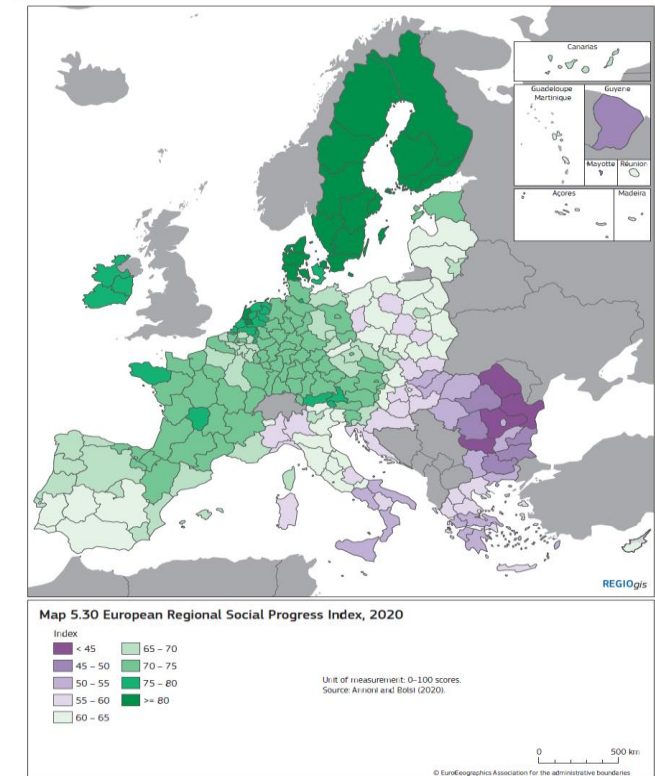 Canarias
Guadeloupe
Martinique
Guyane
Mayotte
Réunion
Açores
Madeira
REGIOgis
Map 5.30 European Regional Social Progress Index, 2020
Index
< 45
45 – 50
50 – 55
55 – 60
60 – 65
65 – 70
70 – 75
75 – 80
>= 80
Unit of measurement: 0–100 scores.
Source: Annoni and Bolsi (2020).
0
500 km
© EuroGeographics Association for the administrative boundaries